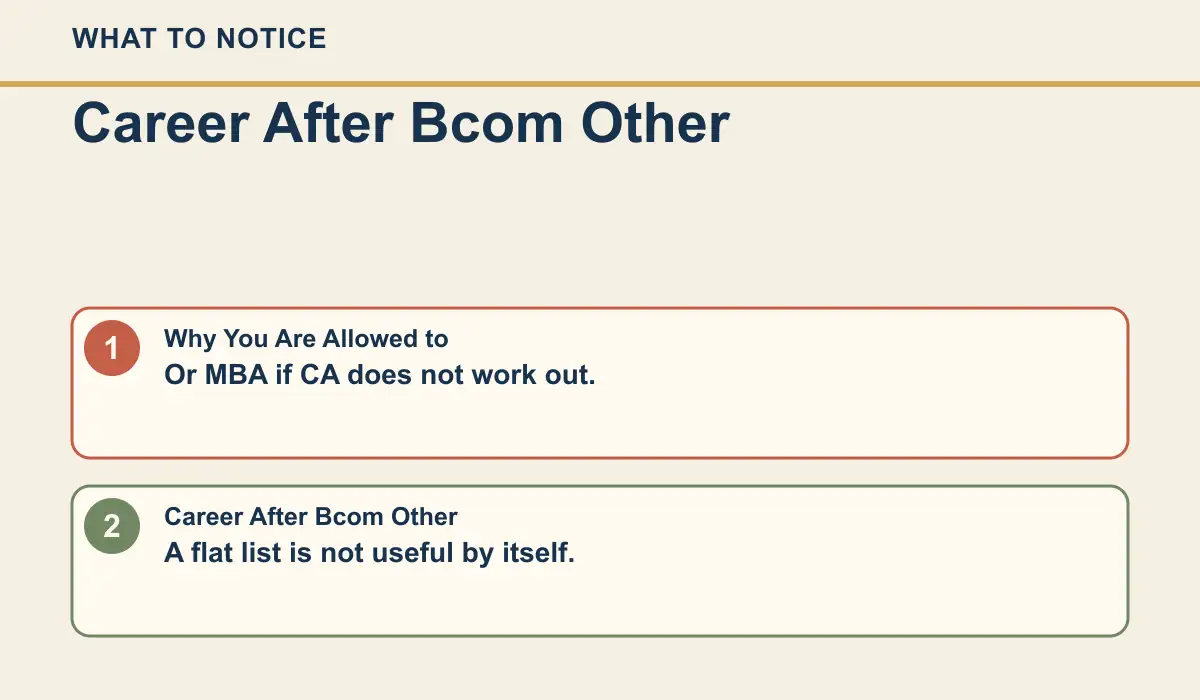 WHAT TO NOTICE
Career After Bcom Other
1
Why You Are Allowed to
Or MBA if CA does not work out.
2
Career After Bcom Other
A flat list is not useful by itself.